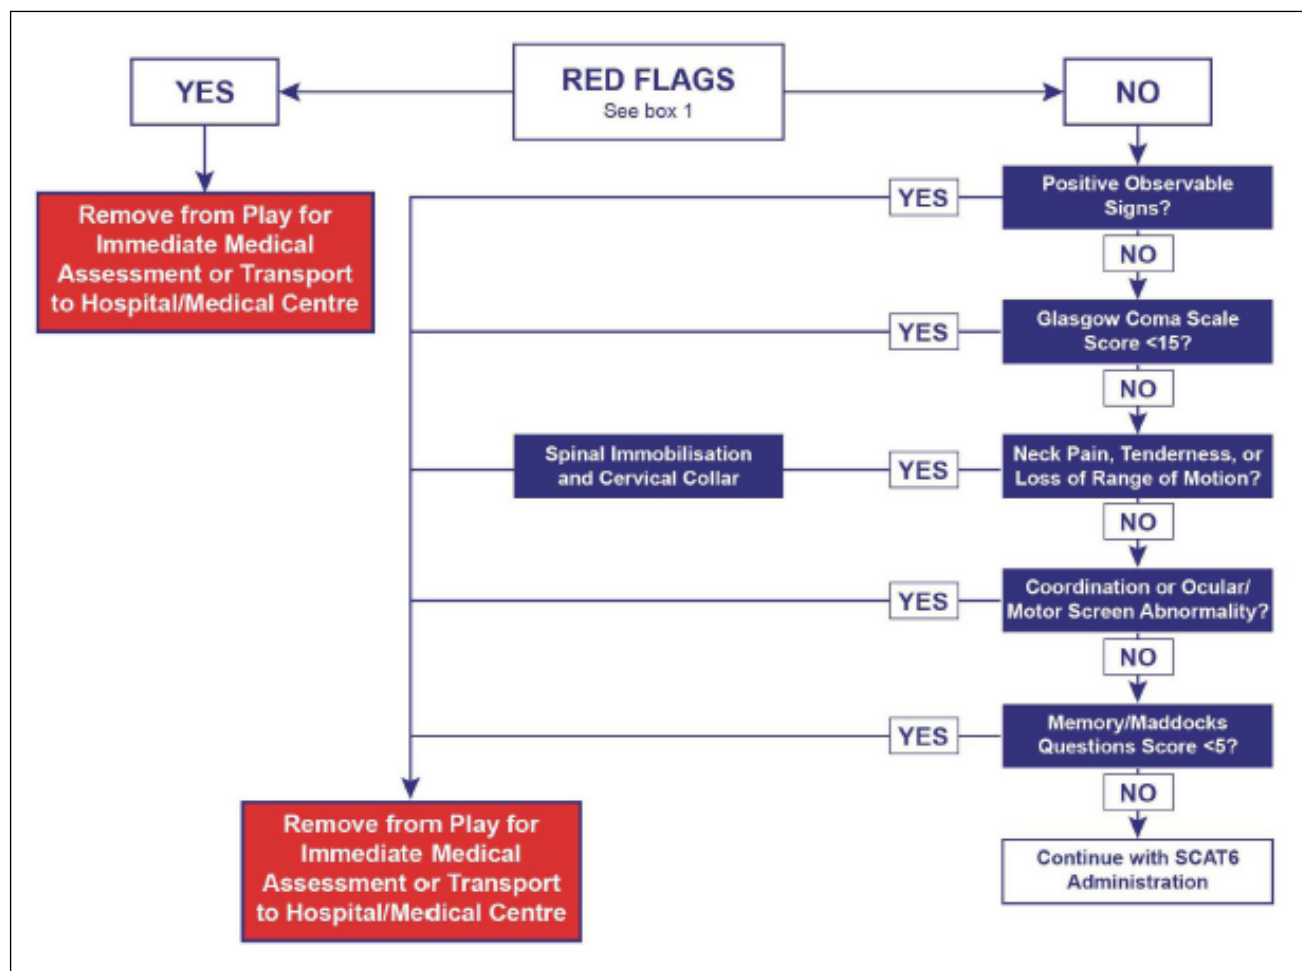 RED FLAGS
See box 1
YES
NO
Remove from Play for
Immediate Medical
Assessment or Transport
to Hospital/Medical Centre
Positive Observable
Signs?
YES
NO
Glasgow Coma Scale
Score <15?
YES
NO
Neck Pain, Tenderness, or
Loss of Range of Motion?
YES
Spinal Immobilisation
and Cervical Collar
NO
Coordination or Ocular/
Motor Screen Abnormality?
YES
NO
Memory/Maddocks
Questions Score <5?
YES
NO
Remove from Play for
Immediate Medical
Assessment or Transport
to Hospital/Medical Centre
Continue with SCAT6
Administration